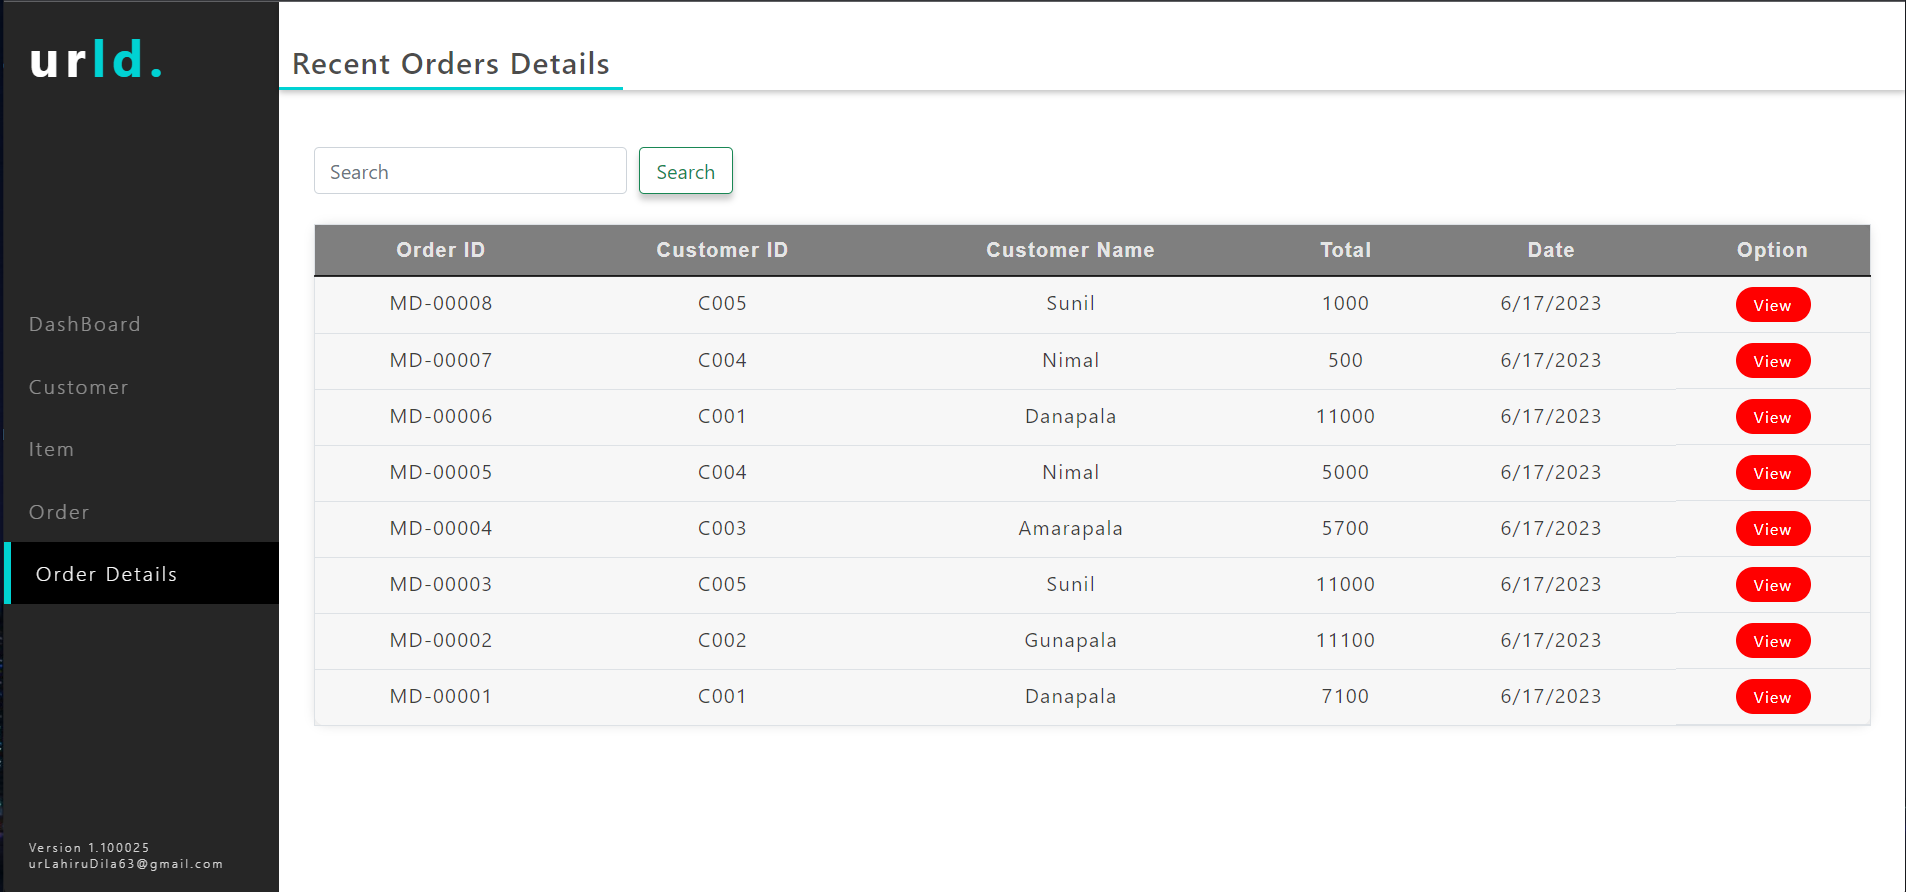 urld.
Recent Orders Details
Search Search
Order ID Customer ID Customer Name Total Date Option
MD-00008 C005 Sunil 1000 6/17/2023 View
MD-00007 C004 Nimal 500 6/17/2023 View
MD-00006 C001 Danapala 11000 6/17/2023 View
MD-00005 C004 Nimal 5000 6/17/2023 View
MD-00004 C003 Amarapala 5700 6/17/2023 View
MD-00003 C005 Sunil 11000 6/17/2023 View
MD-00002 C002 Gunapala 11100 6/17/2023 View
MD-00001 C001 Danapala 7100 6/17/2023 View
DashBoard
Customer
Item
Order
Order Details
Version 1.100025
urLahiruDila63@gmail.com